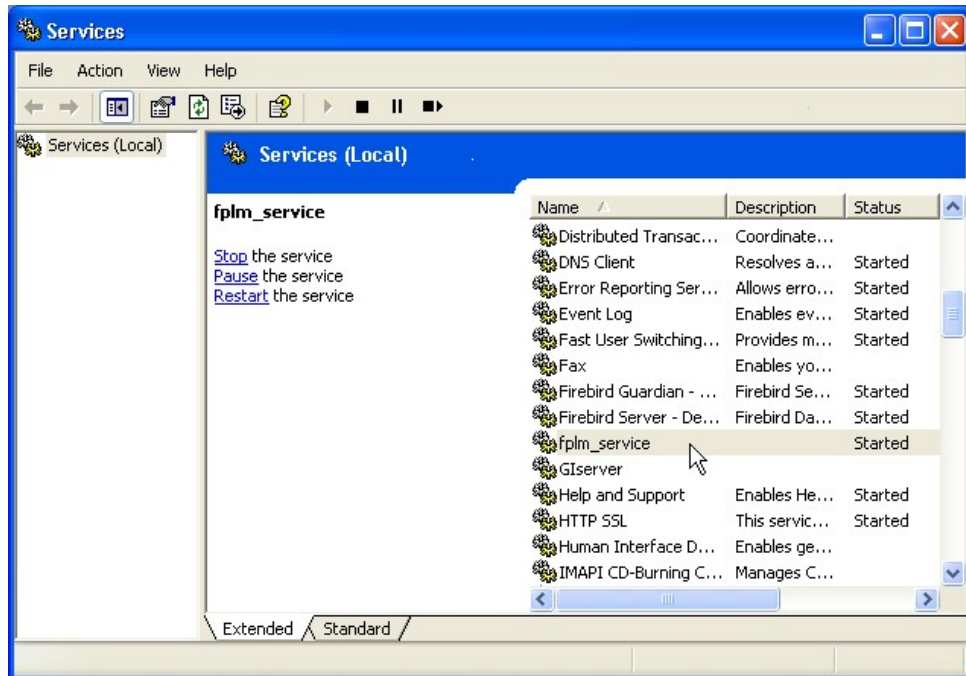 Services
File Action View Help
Services (Local)
Services (Local)
fplm_service
Stop the service
Pause the service
Restart the service
Name Description Status
Distributed Transac... Coordinate...
DNS Client Resolves a... Started
Error Reporting Ser... Allows erro... Started
Event Log Enables ev... Started
Fast User Switching... Provides m... Started
Fax Enables yo...
Firebird Guardian - ... Firebird Se... Started
Firebird Server - De... Firebird Da... Started
fplm_service Started
GIserver
Help and Support Enables He... Started
HTTP SSL This servic... Started
Human Interface D... Enables ge...
IMAPI CD-Burning C... Manages C...
Extended Standard